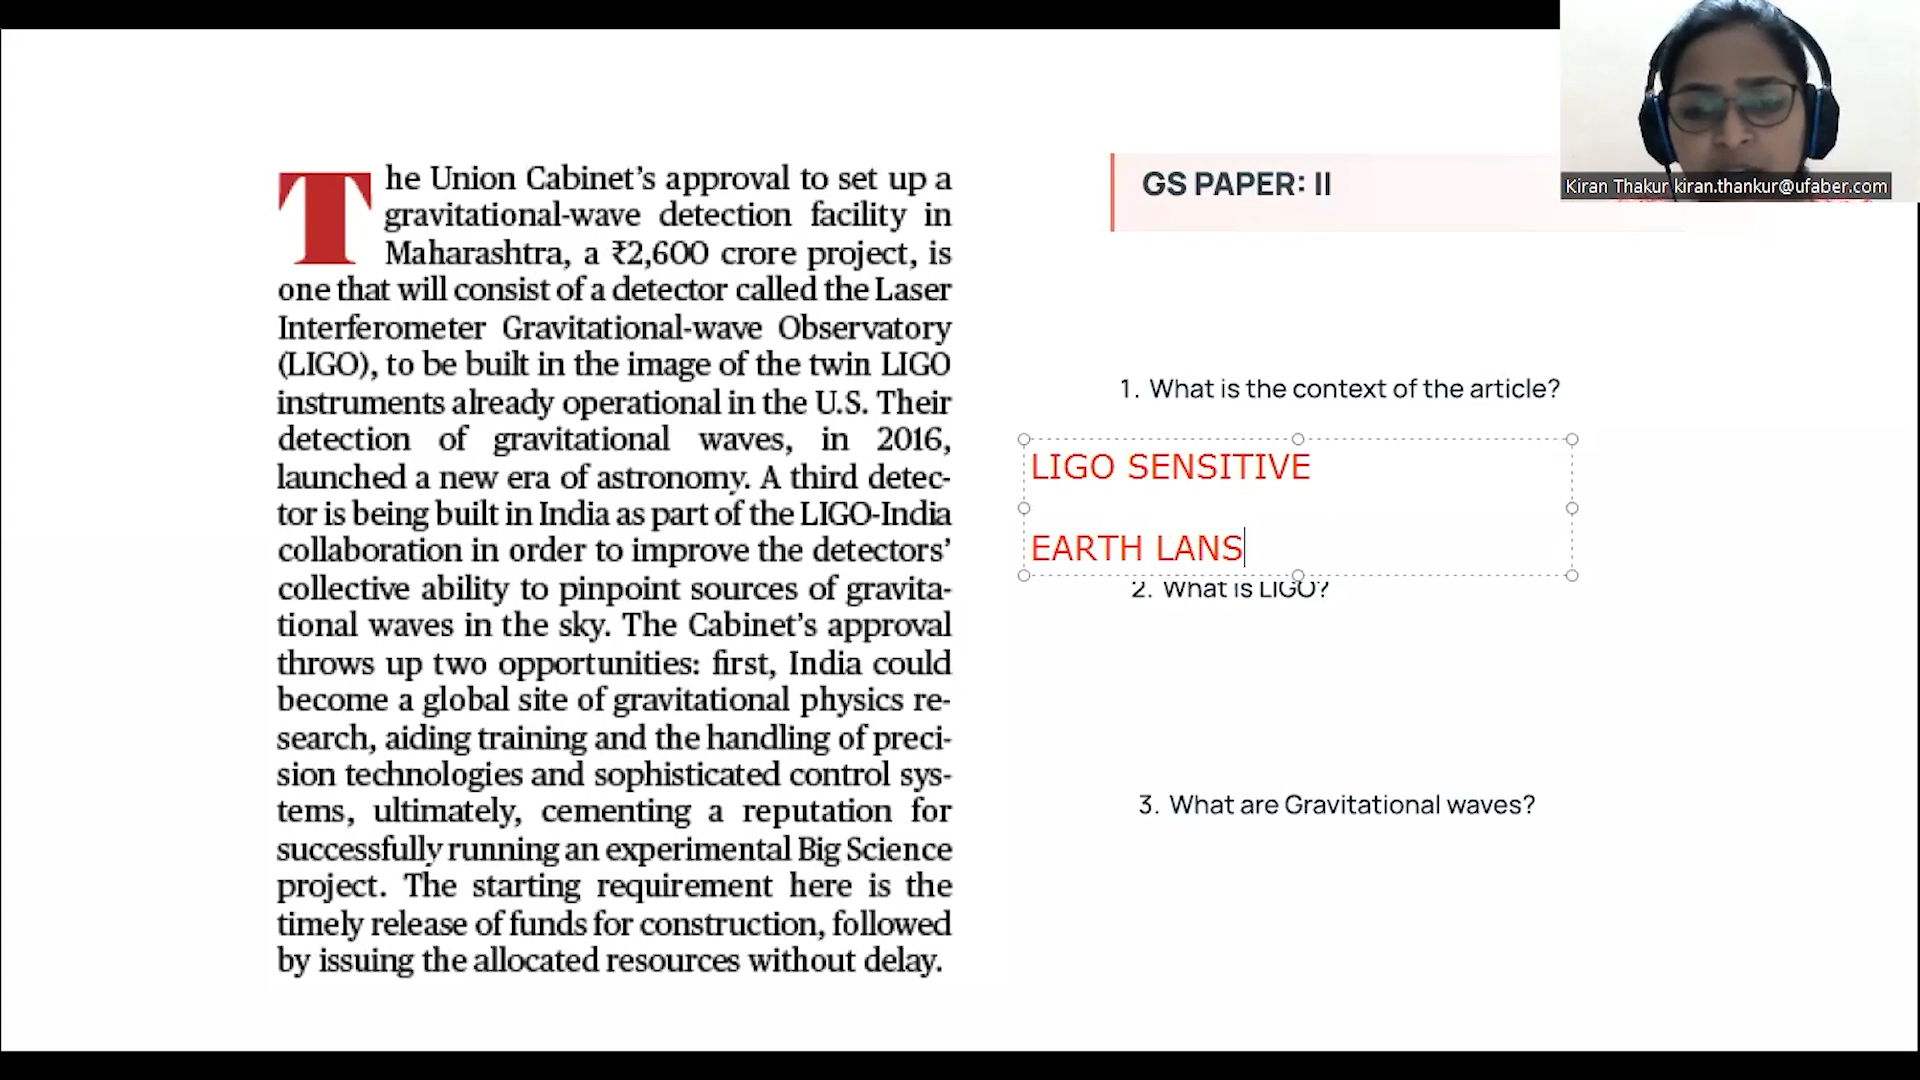 The Union Cabinet’s approval to set up a
gravitational-wave detection facility in
Maharashtra, a ₹2,600 crore project, is
one that will consist of a detector called the Laser
Interferometer Gravitational-wave Observatory
(LIGO), to be built in the image of the twin LIGO
instruments already operational in the U.S. Their
detection of gravitational waves, in 2016,
launched a new era of astronomy. A third detec-
tor is being built in India as part of the LIGO-India
collaboration in order to improve the detectors’
collective ability to pinpoint sources of gravita-
tional waves in the sky. The Cabinet’s approval
throws up two opportunities: first, India could
become a global site of gravitational physics re-
search, aiding training and the handling of preci-
sion technologies and sophisticated control sys-
tems, ultimately, cementing a reputation for
successfully running an experimental Big Science
project. The starting requirement here is the
timely release of funds for construction, followed
by issuing the allocated resources without delay.
GS PAPER: II
Kiran Thakur kiran.thankur@ufaber.com
1. What is the context of the article?
LIGO SENSITIVE
EARTH LANS
2. What is LIGO?
3. What are Gravitational waves?